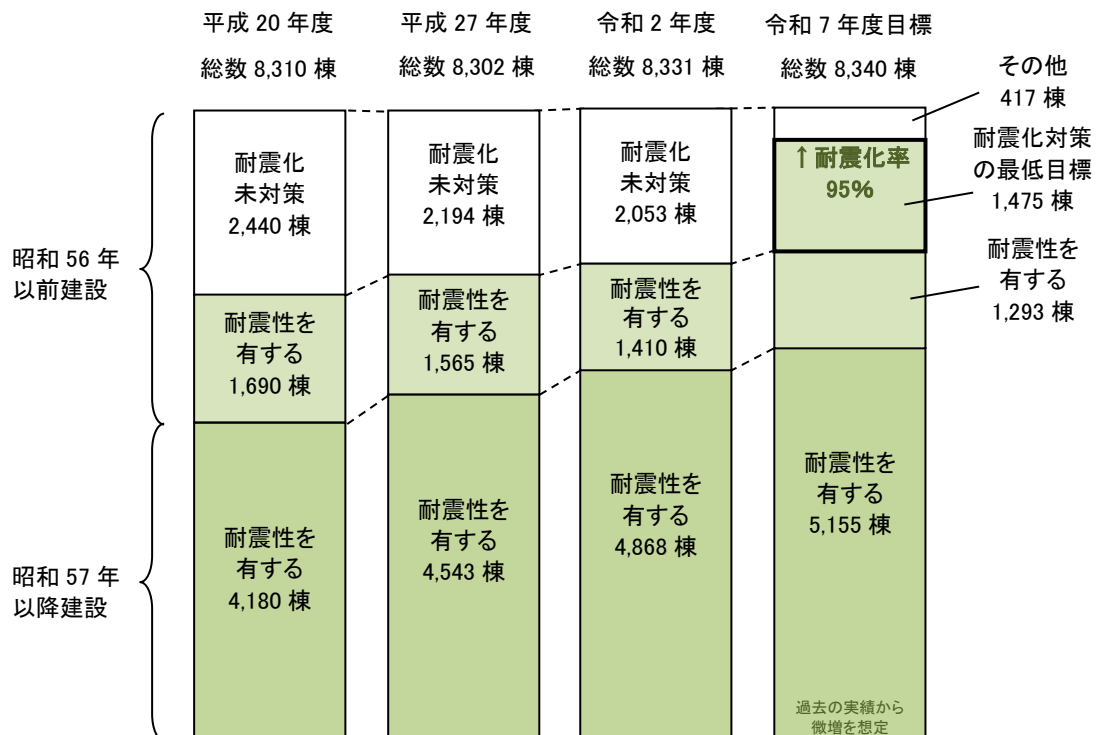 平成 20 年度
総数 8,310 棟
平成 27 年度
総数 8,302 棟
令和 2 年度
総数 8,331 棟
令和 7 年度目標
総数 8,340 棟
昭和 56 年
以前建設
昭和 57 年
以降建設
耐震化
未対策
2,440 棟
耐震性を
有する
1,690 棟
耐震性を
有する
4,180 棟
耐震化
未対策
2,194 棟
耐震性を
有する
1,565 棟
耐震性を
有する
4,543 棟
耐震化
未対策
2,053 棟
耐震性を
有する
1,410 棟
耐震性を
有する
4,868 棟
↑耐震化率
95%
耐震性を
有する
5,155 棟
過去の実績から
微増を想定
その他
417 棟
耐震化対策
の最低目標
1,475 棟
耐震性を
有する
1,293 棟